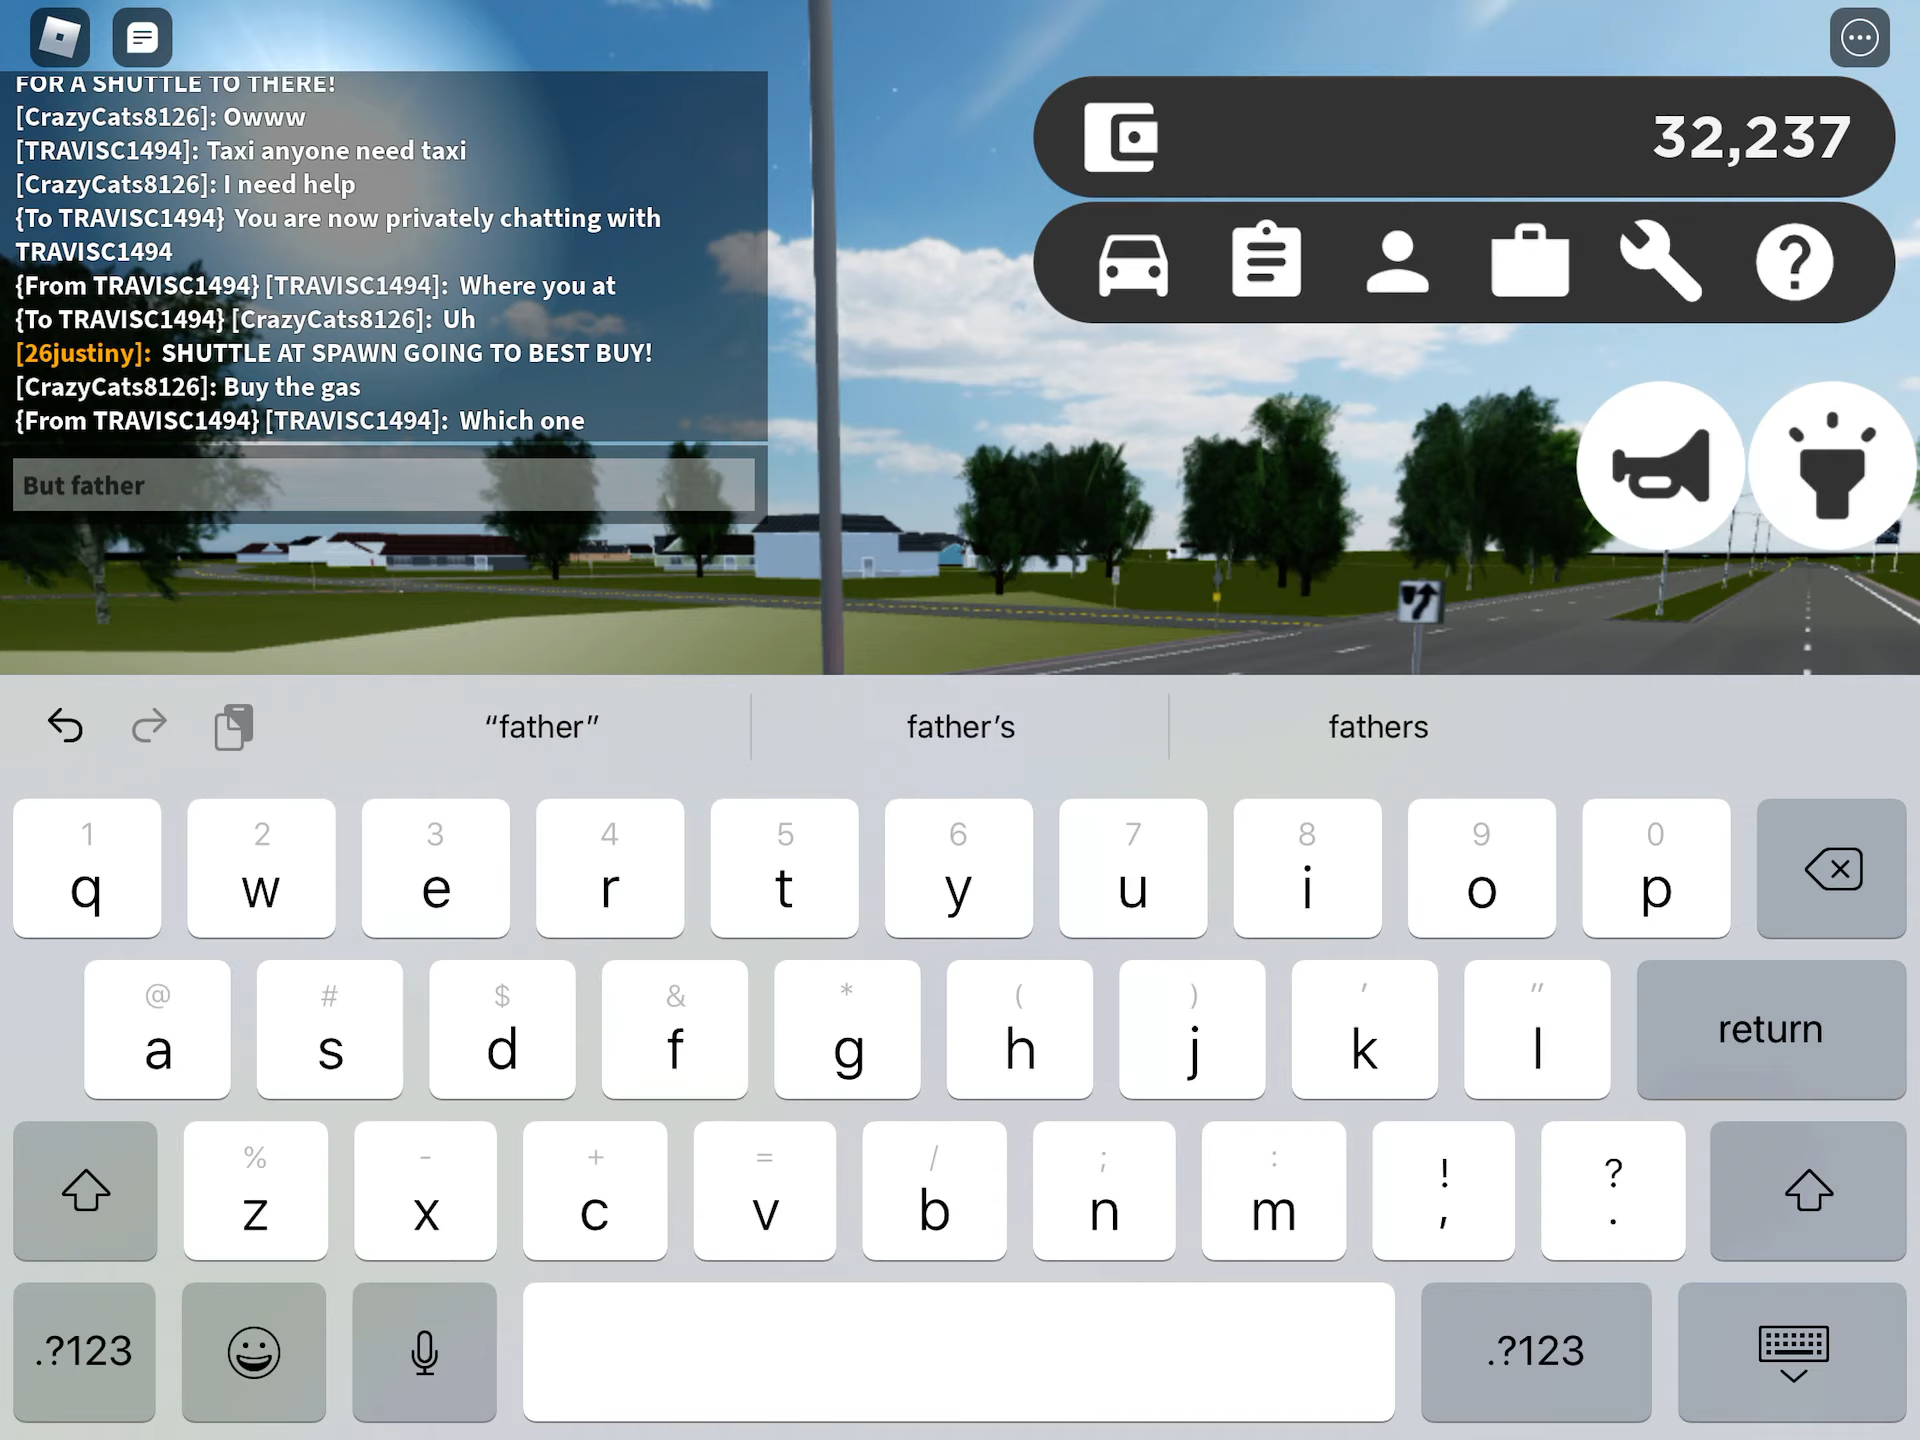 FOR A SHUTTLE TO THERE!
[CrazyCats8126]: Owww
[TRAVISC1494]: Taxi anyone need taxi
[CrazyCats8126]: I need help
{To TRAVISC1494} You are now privately chatting with
TRAVISC1494
{From TRAVISC1494} [TRAVISC1494]: Where you at
{To TRAVISC1494} [CrazyCats8126]: Uh
[26justiny]: SHUTTLE AT SPAWN GOING TO BEST BUY!
[CrazyCats8126]: Buy the gas
{From TRAVISC1494} [TRAVISC1494]: Which one
But father
32,237
“father” father’s fathers
1 2 3 4 5 6 7 8 9 0
q w e r t y u i o p
@ # $ & * ( ) ' "
a s d f g h j k l return
% - + = / ; : ! ?
z x c v b n m , .
.?123 .?123